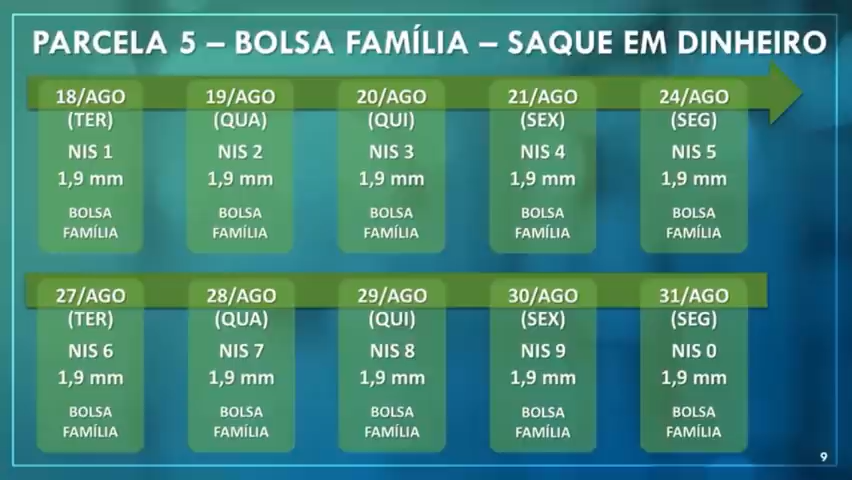 PARCELA 5 – BOLSA FAMÍLIA – SAQUE EM DINHEIRO
18/AGO
(TER)
NIS 1
1,9 mm
BOLSA
FAMÍLIA
19/AGO
(QUA)
NIS 2
1,9 mm
BOLSA
FAMÍLIA
20/AGO
(QUI)
NIS 3
1,9 mm
BOLSA
FAMÍLIA
21/AGO
(SEX)
NIS 4
1,9 mm
BOLSA
FAMÍLIA
24/AGO
(SEG)
NIS 5
1,9 mm
BOLSA
FAMÍLIA
27/AGO
(TER)
NIS 6
1,9 mm
BOLSA
FAMÍLIA
28/AGO
(QUA)
NIS 7
1,9 mm
BOLSA
FAMÍLIA
29/AGO
(QUI)
NIS 8
1,9 mm
BOLSA
FAMÍLIA
30/AGO
(SEX)
NIS 9
1,9 mm
BOLSA
FAMÍLIA
31/AGO
(SEG)
NIS 0
1,9 mm
BOLSA
FAMÍLIA
9